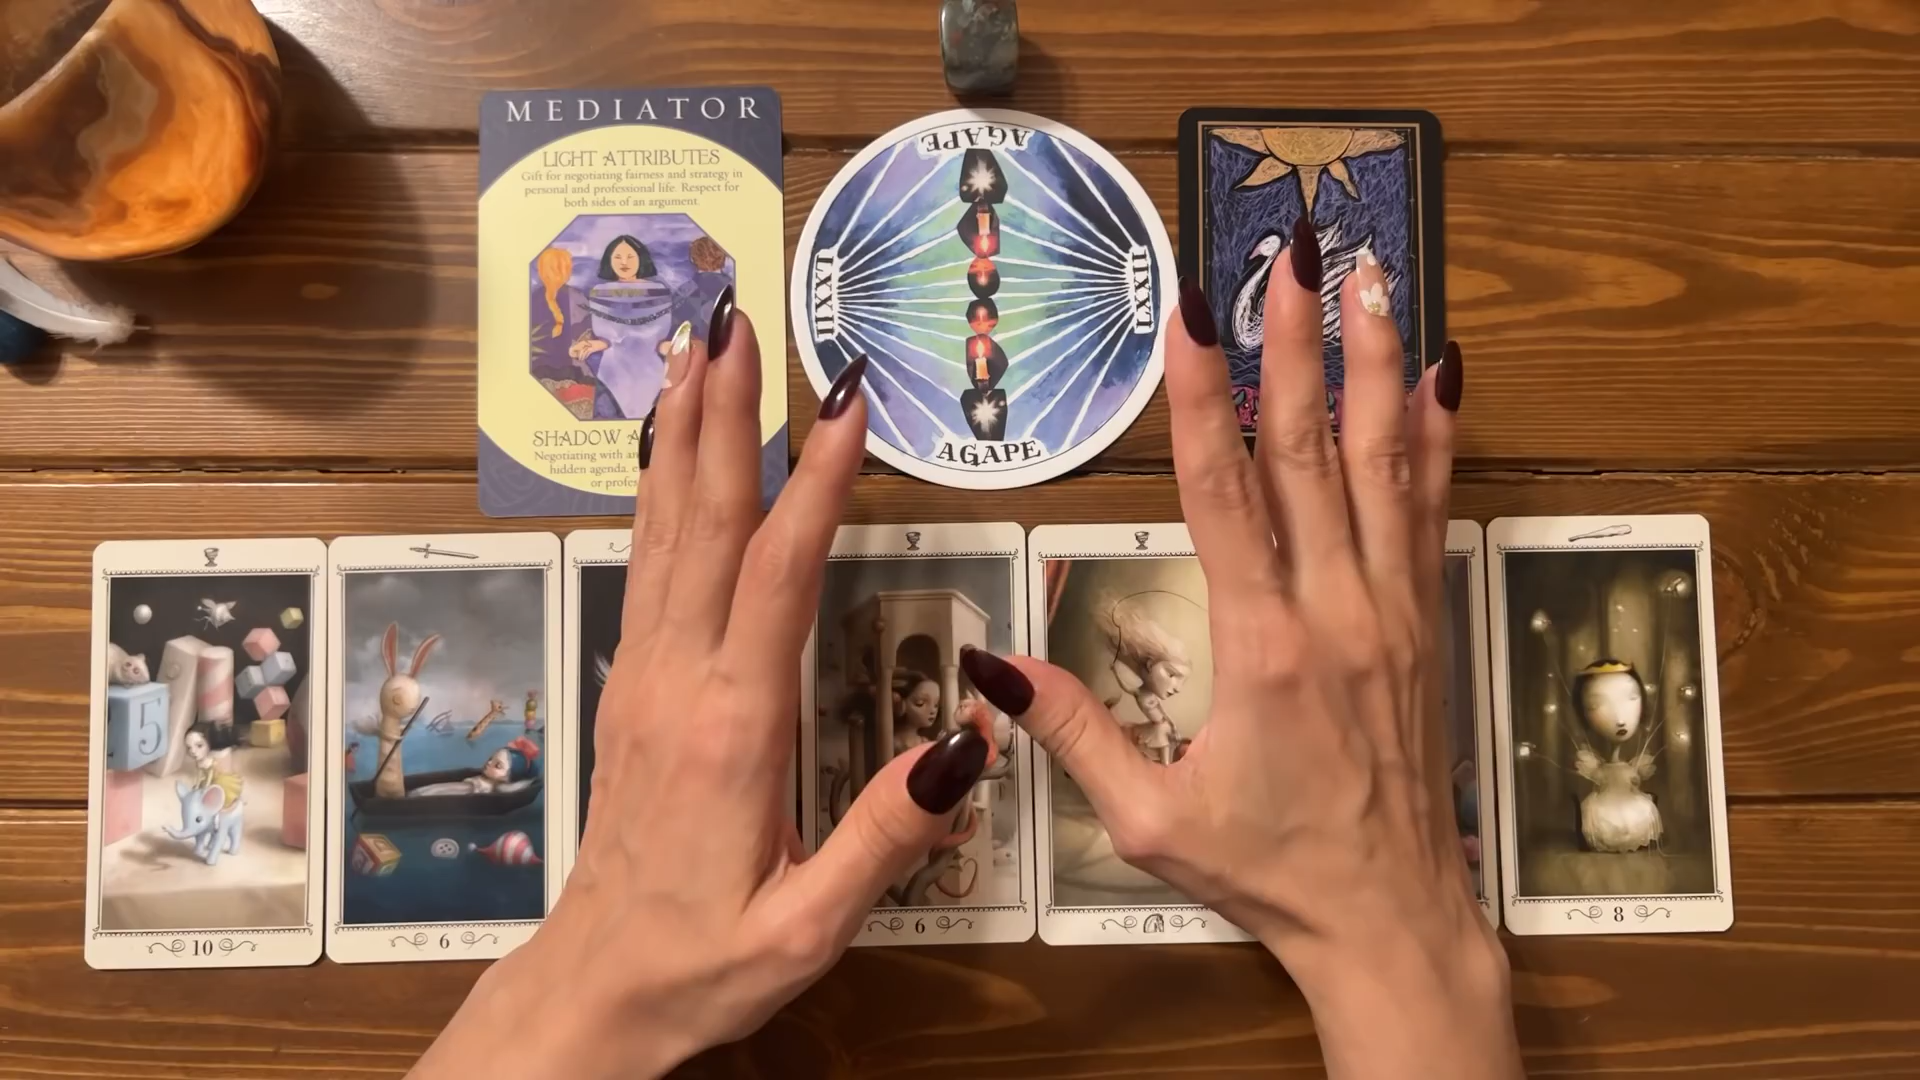 MEDIATOR
LIGHT ATTRIBUTES
Gift for negotiating fairness and strategy in
personal and professional life. Respect for
both sides of an argument.
SHADOW A
Negotiating with an
hidden agenda, e
or profes
AGAPE
LXXII
LXXII
AGAPE
5
10
6
6
8